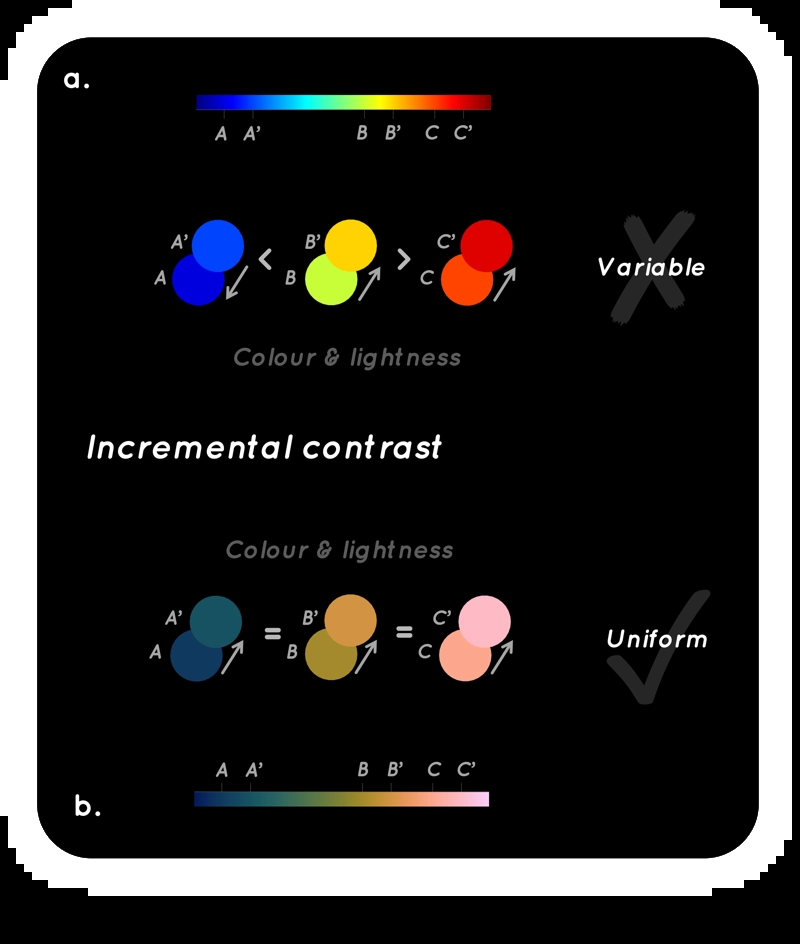 a.
A A’ B B’ C C’
A’ < B’ > C’
A B C
Variable
Colour & lightness
Incremental contrast
Colour & lightness
A’ = B’ = C’
A B C
Uniform
A A’ B B’ C C’
b.